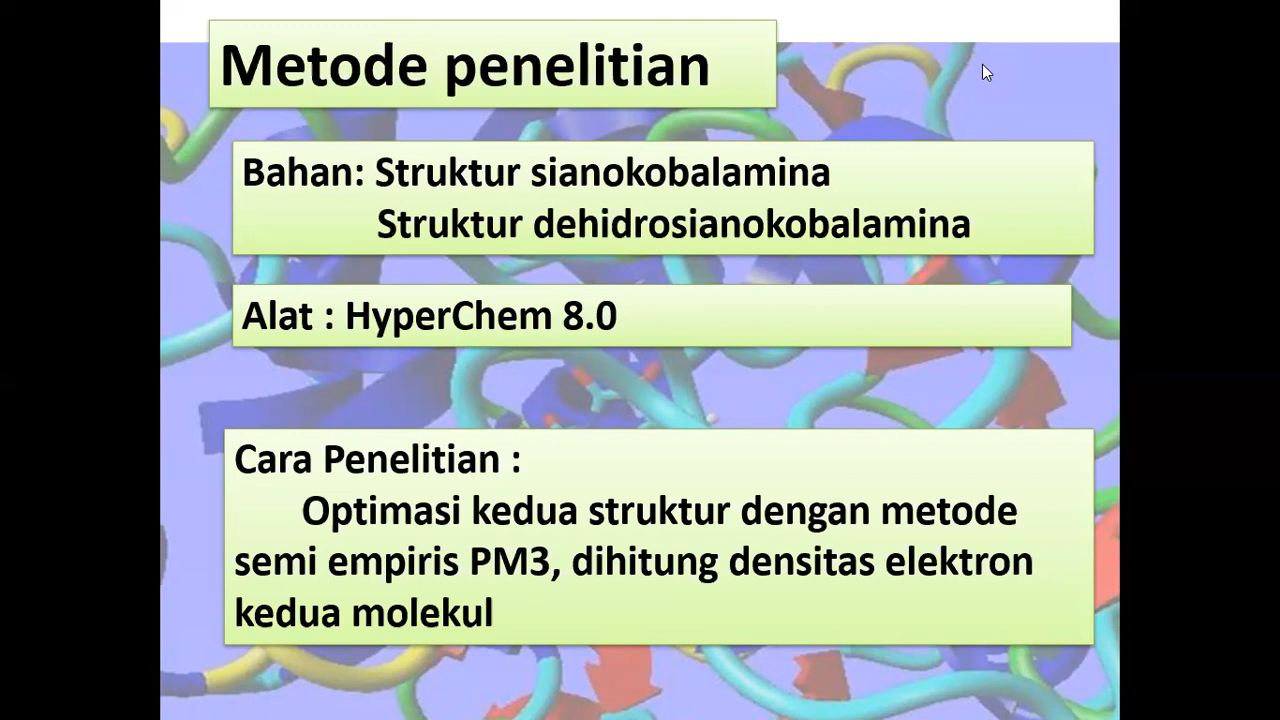 Metode penelitian
Bahan: Struktur sianokobalamina
Struktur dehidrosianokobalamina
Alat : HyperChem 8.0
Cara Penelitian :
Optimasi kedua struktur dengan metode
semi empiris PM3, dihitung densitas elektron
kedua molekul